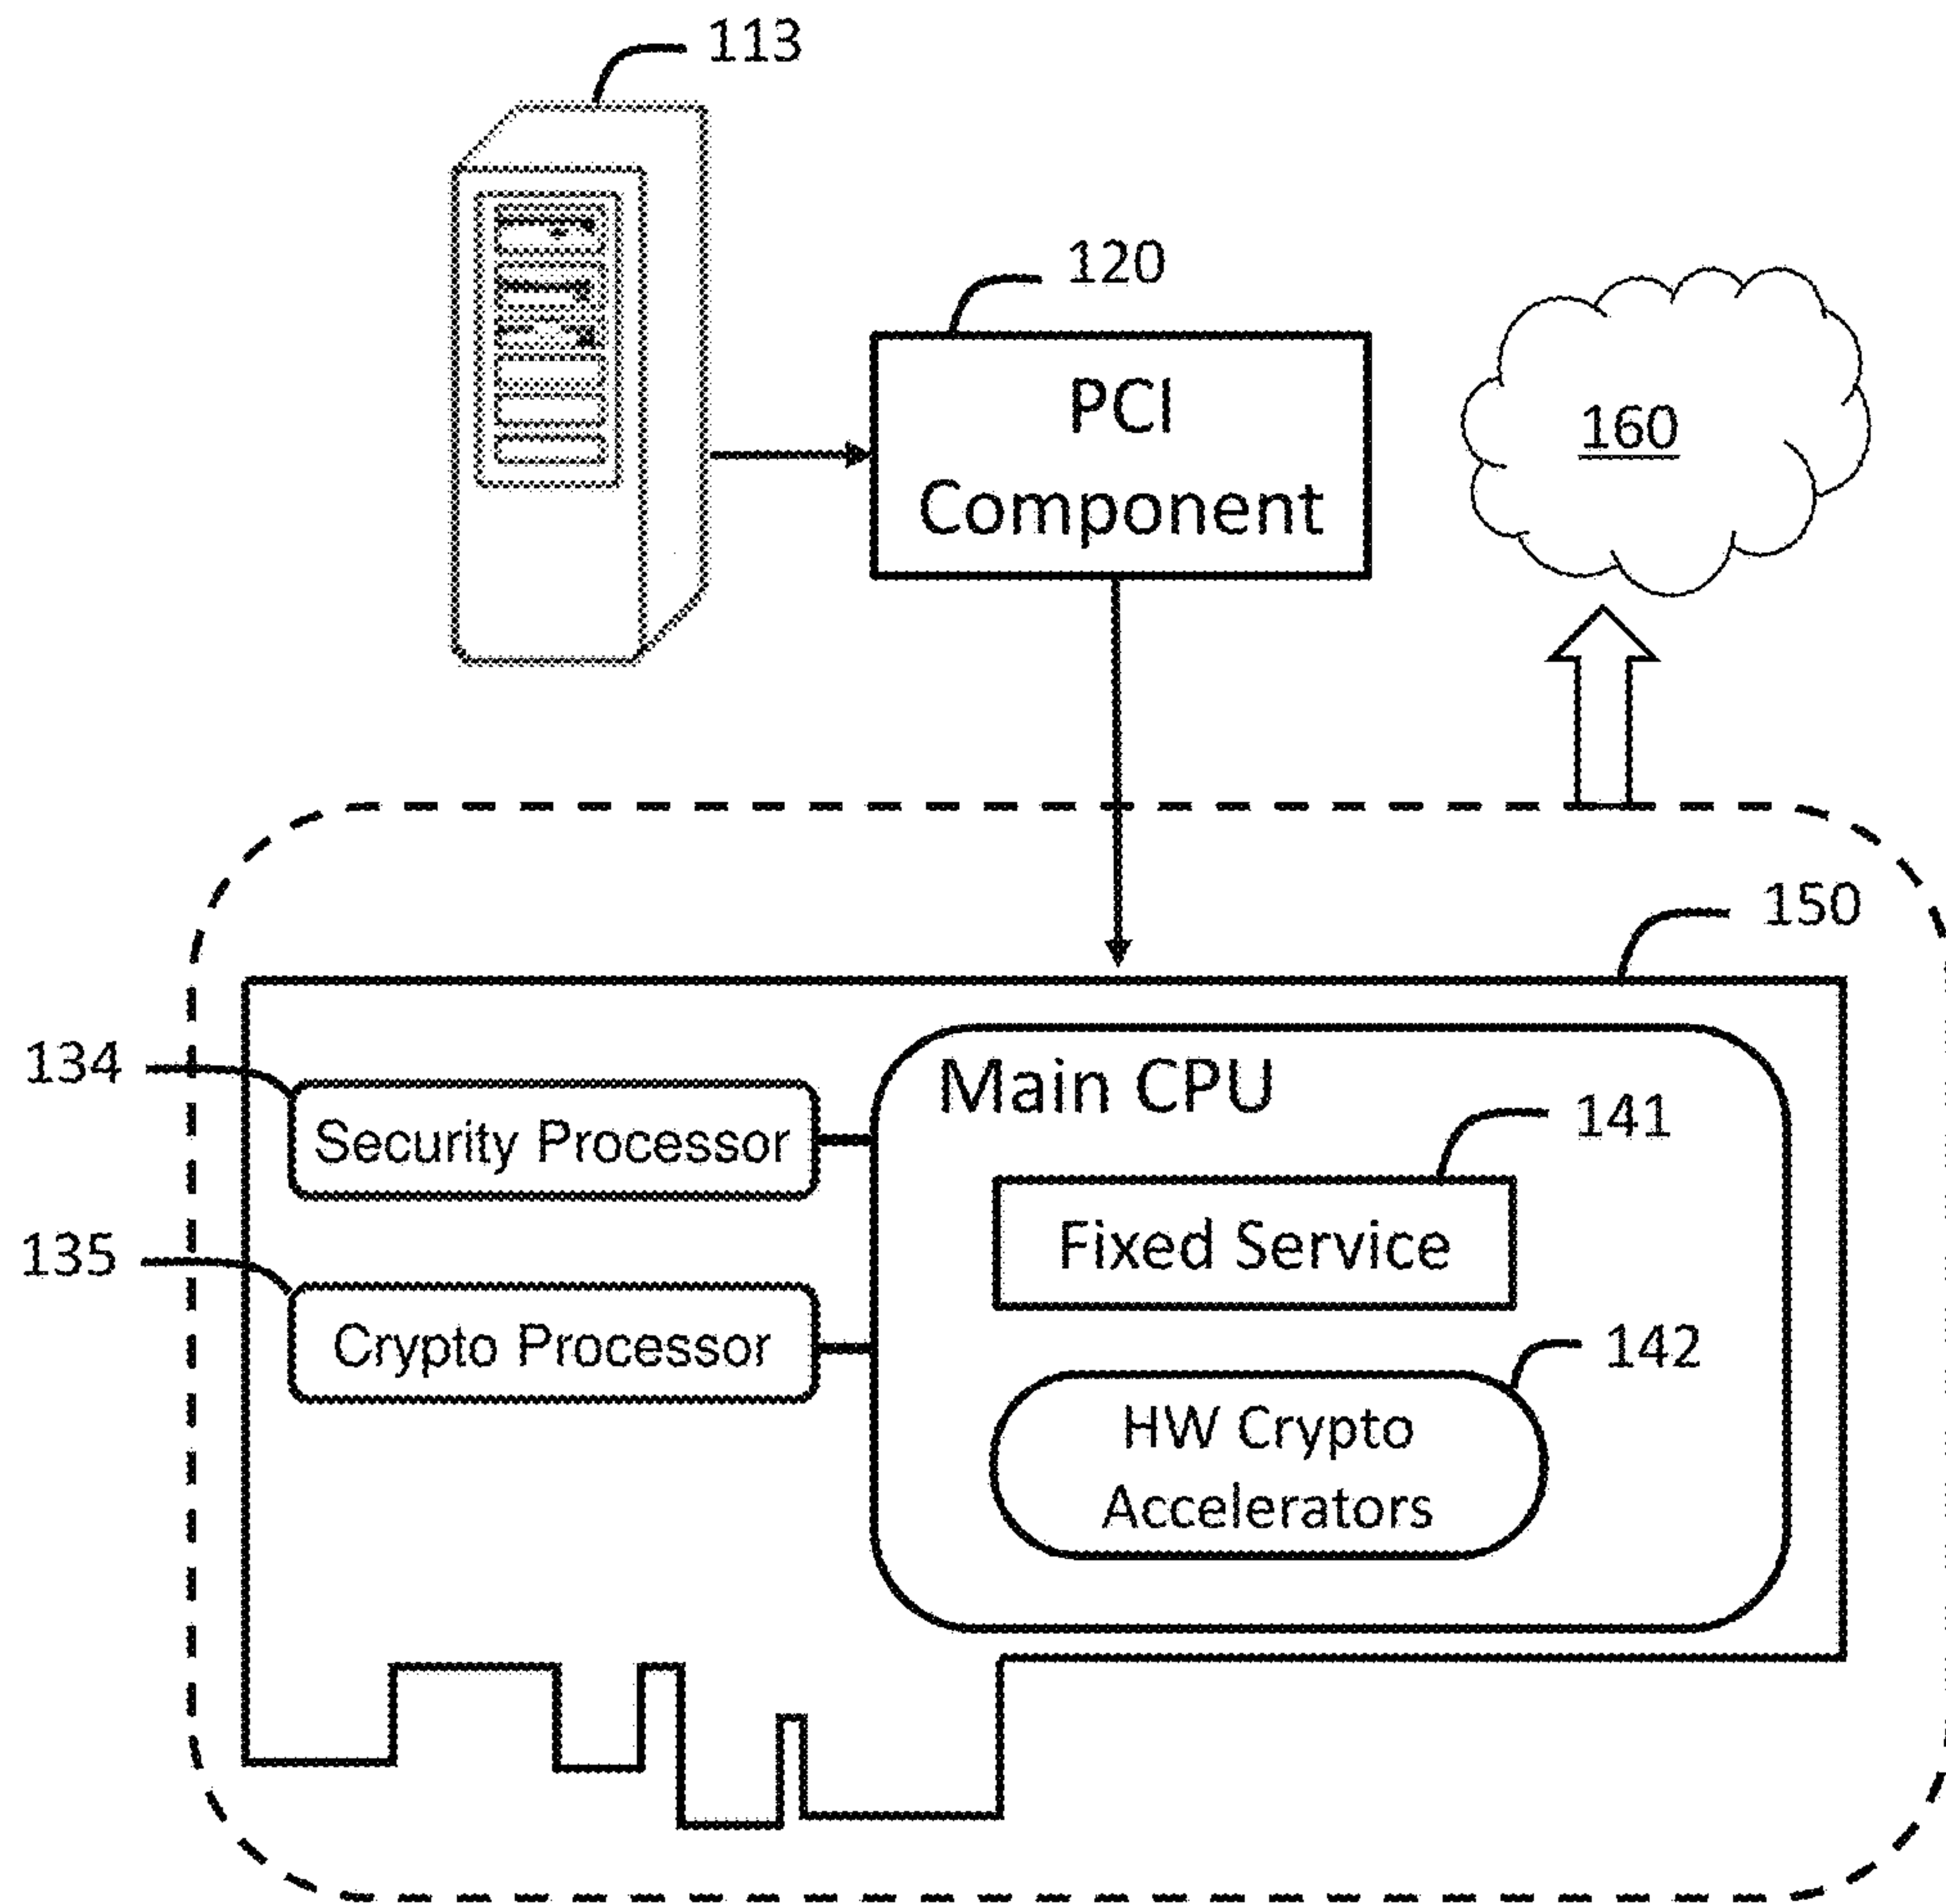 113
120
PCI
Component
160
150
134
Main CPU
141
Security Processor
Fixed Service
135
142
Crypto Processor
HW Crypto
Accelerators